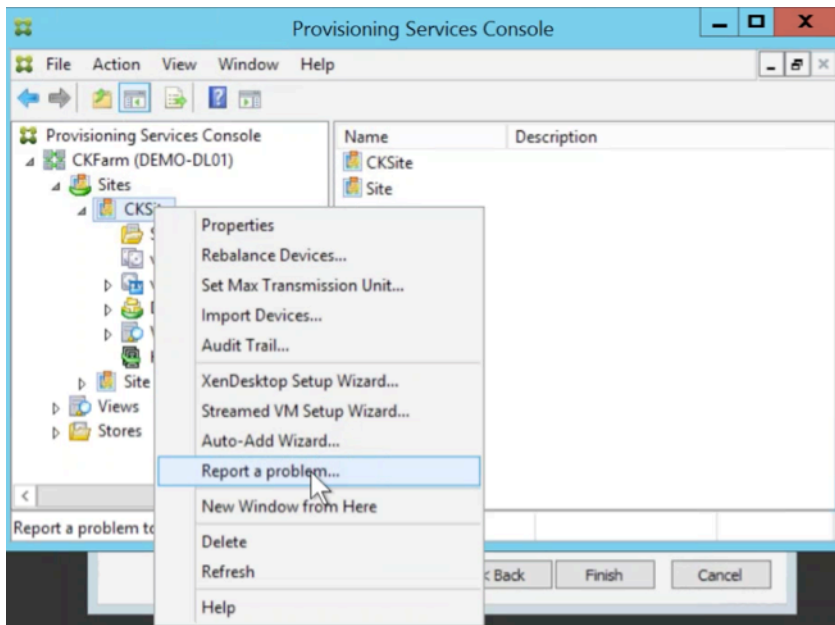 Provisioning Services Console
File Action View Window Help
Provisioning Services Console
CKFarm (DEMO-DL01)
Sites
CKSite
Site
Views
Stores
Name Description
CKSite
Site
Properties
Rebalance Devices...
Set Max Transmission Unit...
Import Devices...
Audit Trail...
XenDesktop Setup Wizard...
Streamed VM Setup Wizard...
Auto-Add Wizard...
Report a problem...
New Window from Here
Delete
Refresh
Help
Report a problem to
< Back Finish Cancel